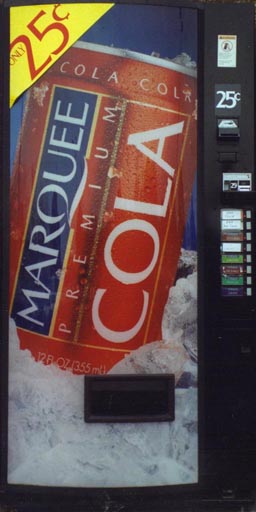 ONLY 25¢
COLA COLA
MARQUEE
PREMIUM
COLA
12 FL OZ (355 ml)
25¢